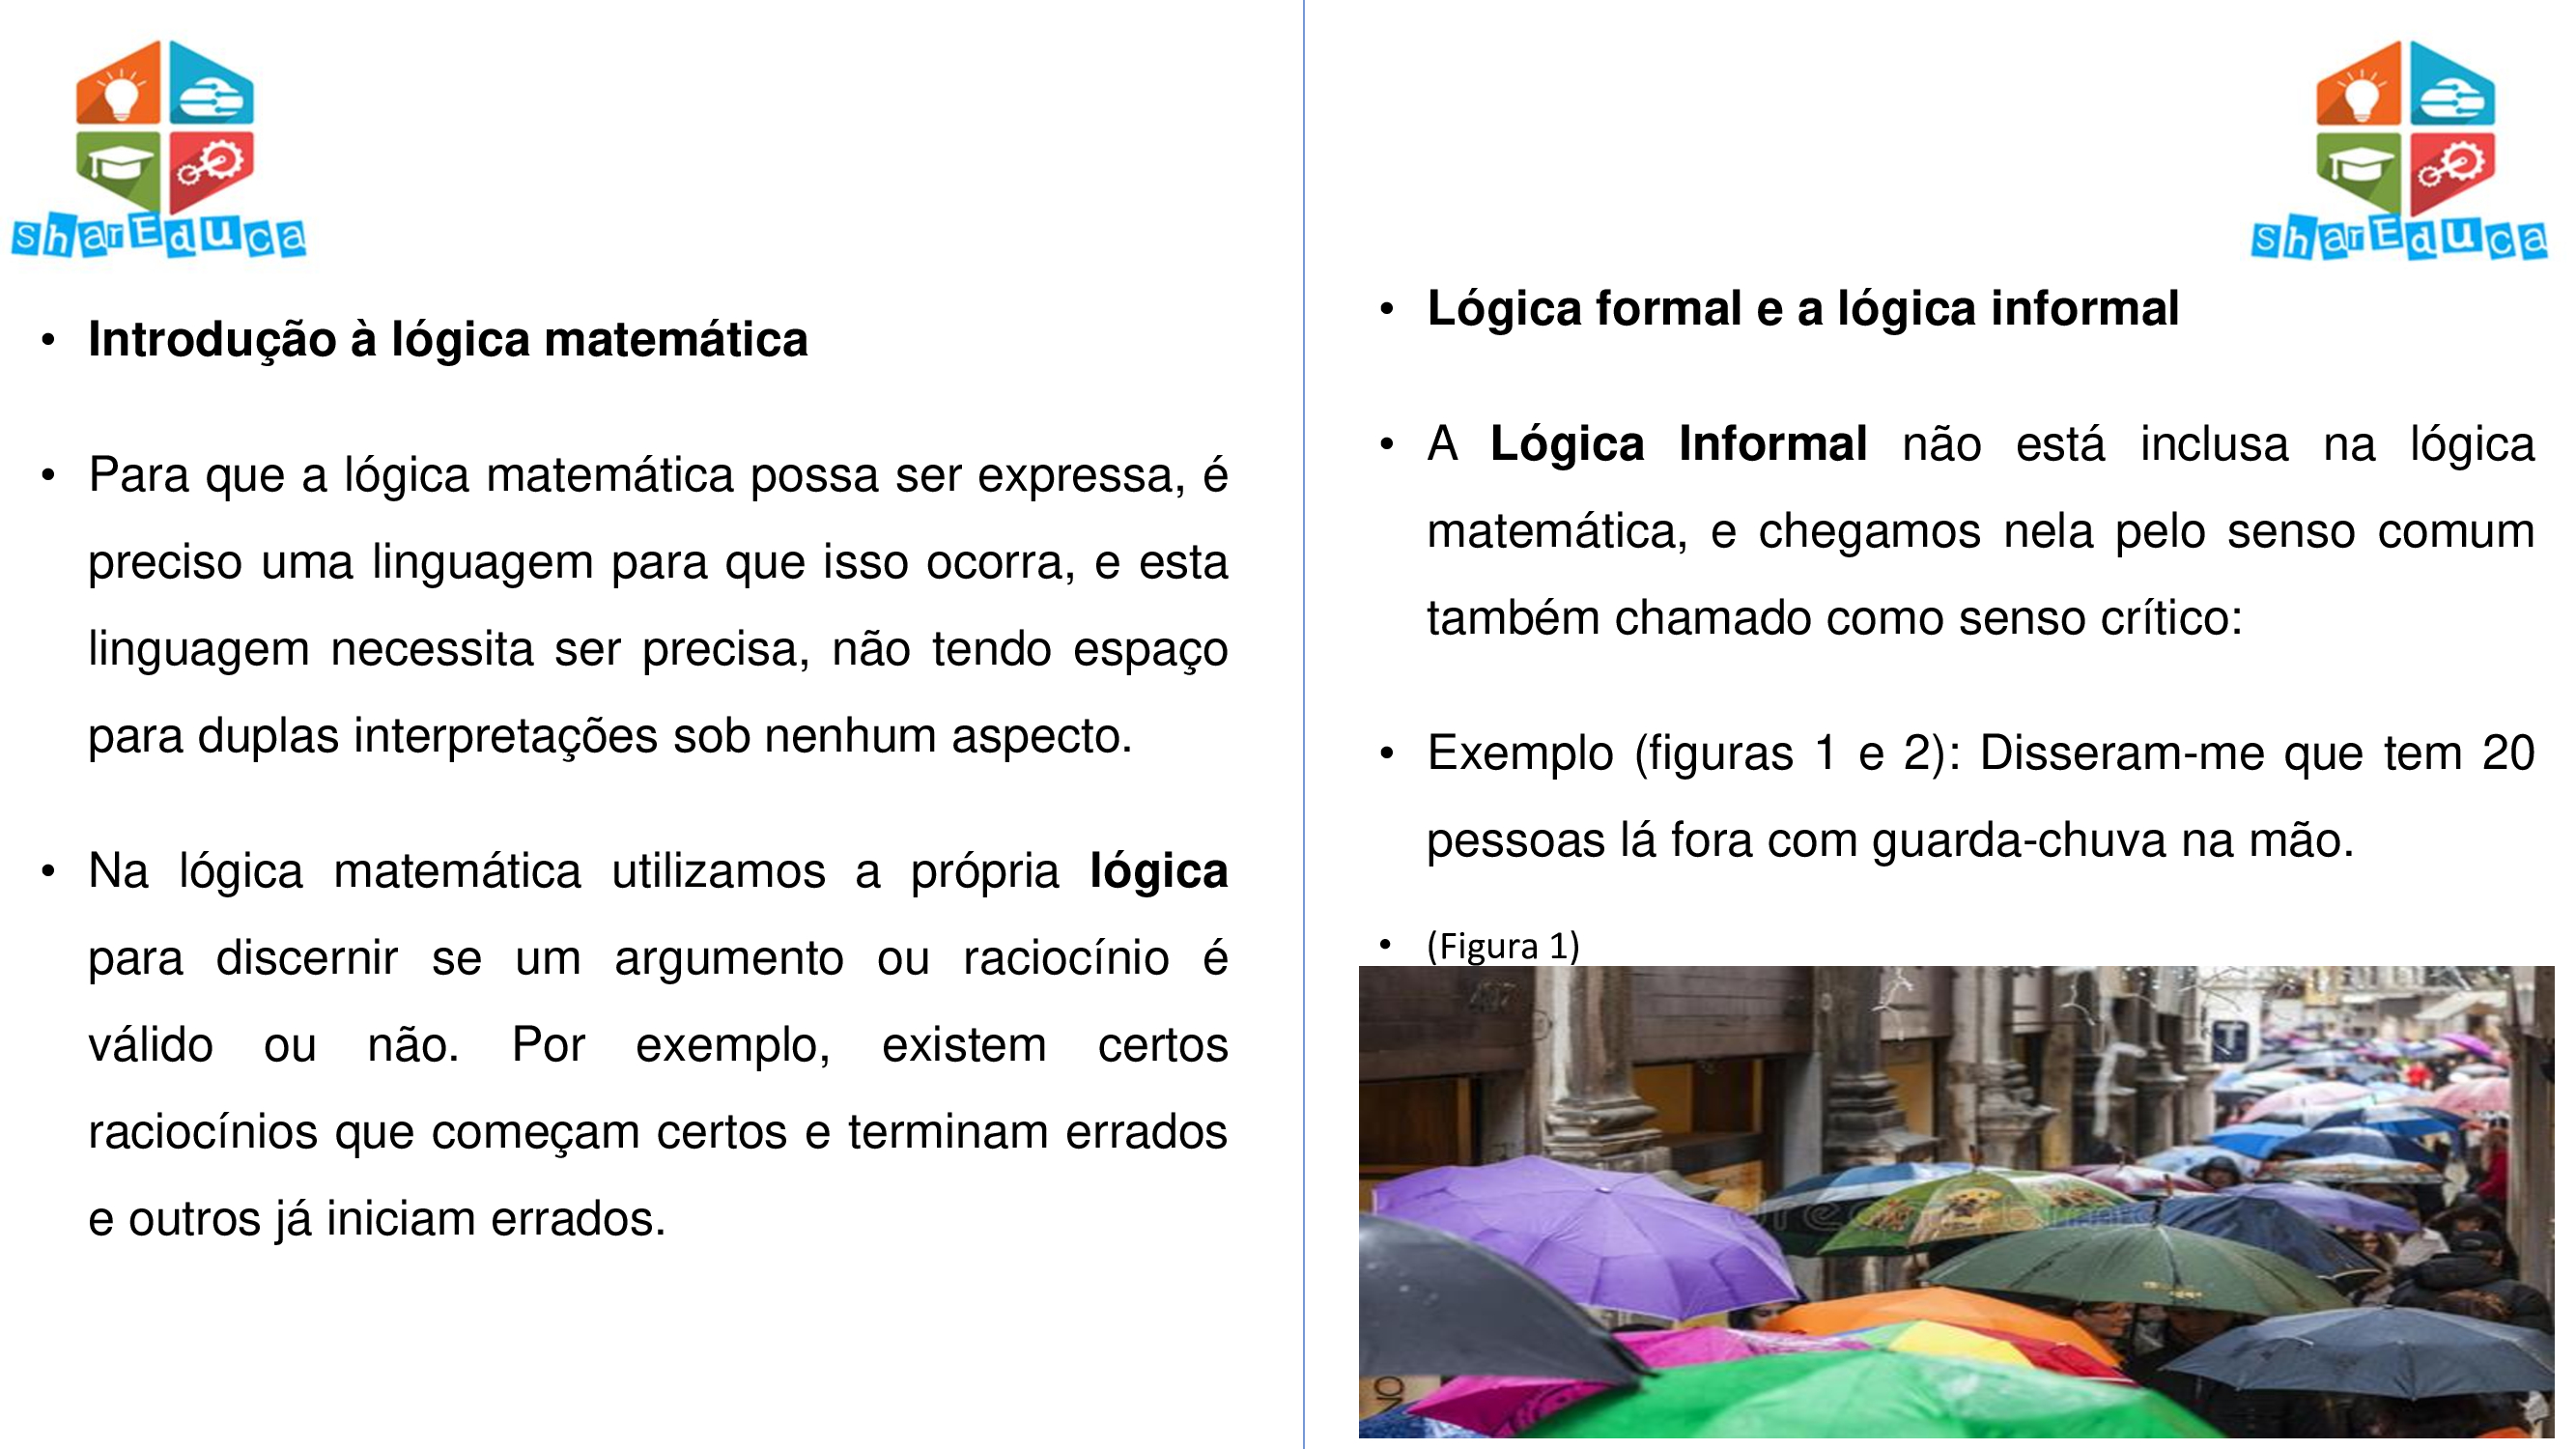 sharEduca
• Introdução à lógica matemática
• Para que a lógica matemática possa ser expressa, é
preciso uma linguagem para que isso ocorra, e esta
linguagem necessita ser precisa, não tendo espaço
para duplas interpretações sob nenhum aspecto.
• Na lógica matemática utilizamos a própria lógica
para discernir se um argumento ou raciocínio é
válido ou não. Por exemplo, existem certos
raciocínios que começam certos e terminam errados
e outros já iniciam errados.
sharEduca
• Lógica formal e a lógica informal
• A Lógica Informal não está inclusa na lógica
matemática, e chegamos nela pelo senso comum
também chamado como senso crítico:
• Exemplo (figuras 1 e 2): Disseram-me que tem 20
pessoas lá fora com guarda-chuva na mão.
• (Figura 1)
T